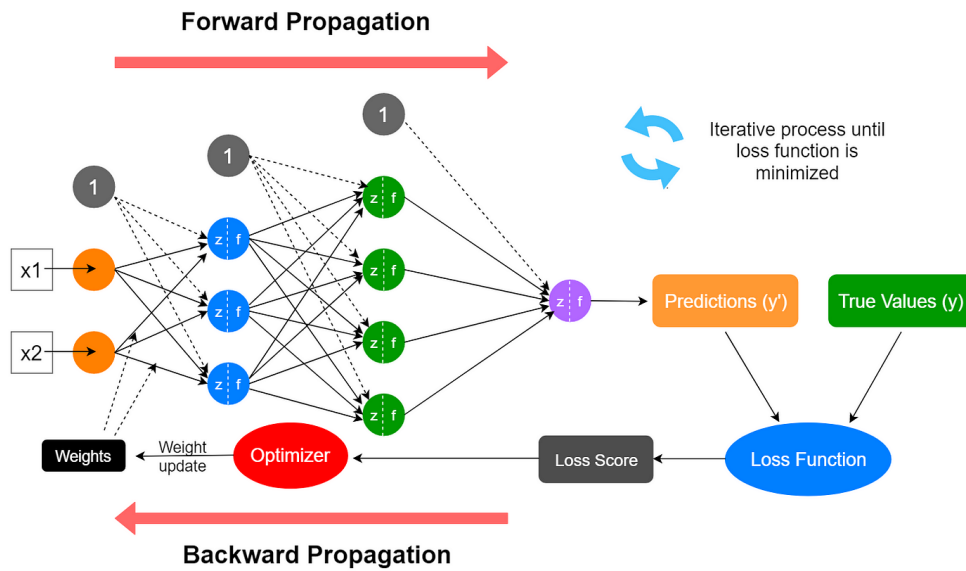 Forward Propagation
1
1
1
Iterative process until
loss function is
minimized
z f
z f
z f
z f
z f
z f
z f
z f
x1
x2
Predictions (y')
True Values (y)
Weights
Weight
update
Optimizer
Loss Score
Loss Function
Backward Propagation